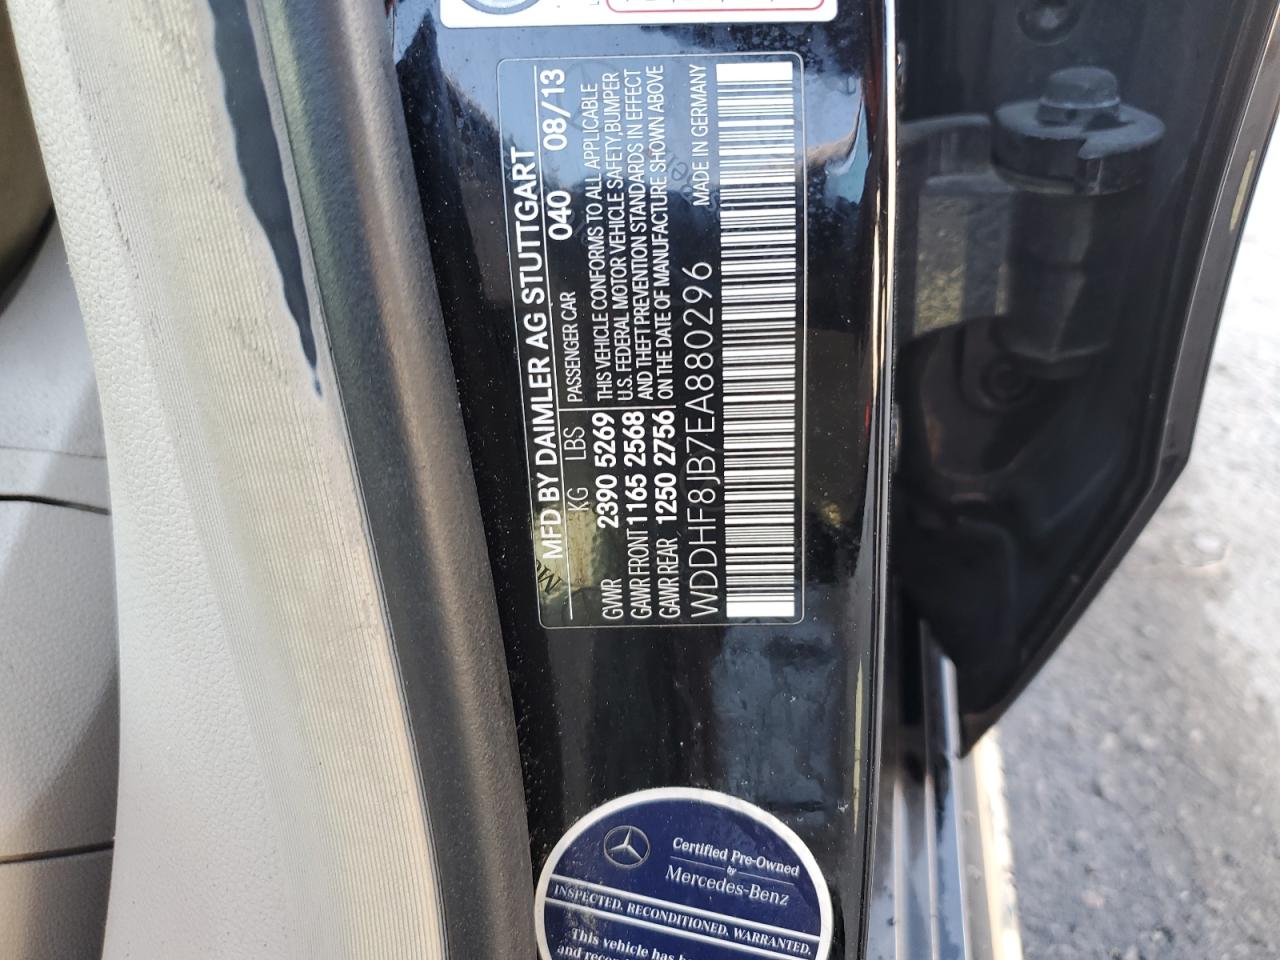 MFD BY DAIMLER AG STUTTGART
KG LBS PASSENGER CAR 040 08/13
GVWR 2390 5269 THIS VEHICLE CONFORMS TO ALL APPLICABLE
GAWR FRONT 1165 2568 U.S. FEDERAL MOTOR VEHICLE SAFETY, BUMPER
AND THEFT PREVENTION STANDARDS IN EFFECT
GAWR REAR 1250 2756 ON THE DATE OF MANUFACTURE SHOWN ABOVE
WDDHF8JB7EA880296 MADE IN GERMANY
Certified Pre-Owned
by
Mercedes-Benz
INSPECTED. RECONDITIONED. WARRANTED.
This vehicle has
and